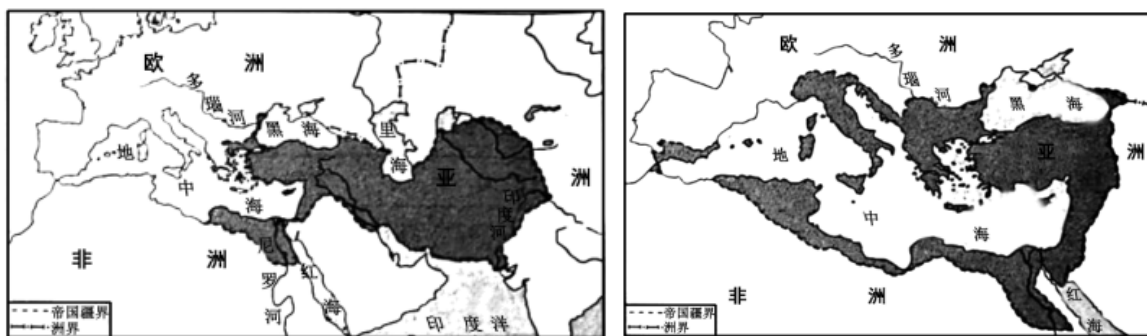 欧 洲
多瑙河
黑 海
里海
地中海
亚 洲
印度河
尼罗河
红海
非 洲
印 度 洋
帝国疆界
洲界
欧 洲
多瑙河
黑 海
地中海
亚 洲
非 洲
红海
帝国疆界
洲界